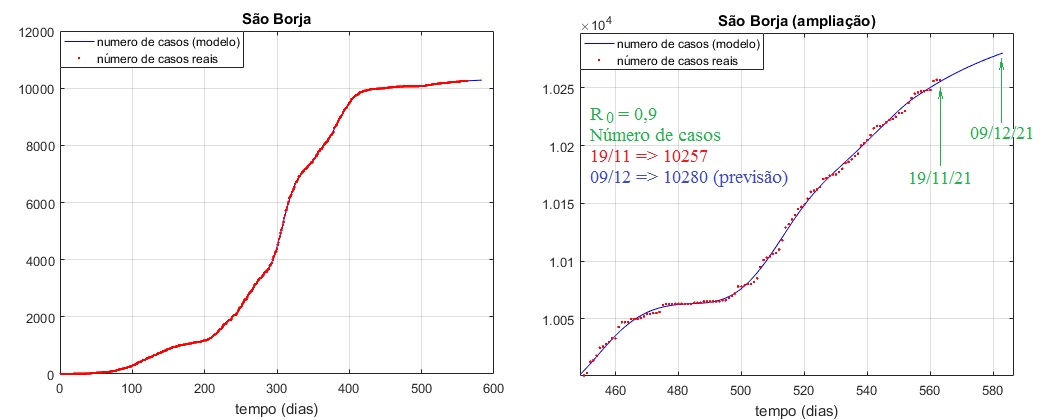 São Borja
12000
10000
8000
6000
4000
2000
0
numero de casos (modelo)
número de casos reais
0
100
200
300
400
500
600
tempo (dias)
São Borja (ampliação)
×10⁴
1.025
1.02
1.015
1.01
1.005
numero de casos (modelo)
número de casos reais
R₀ = 0,9
Número de casos
19/11 => 10257
09/12 => 10280 (previsão)
09/12/21
19/11/21
460
480
500
520
540
560
580
tempo (dias)